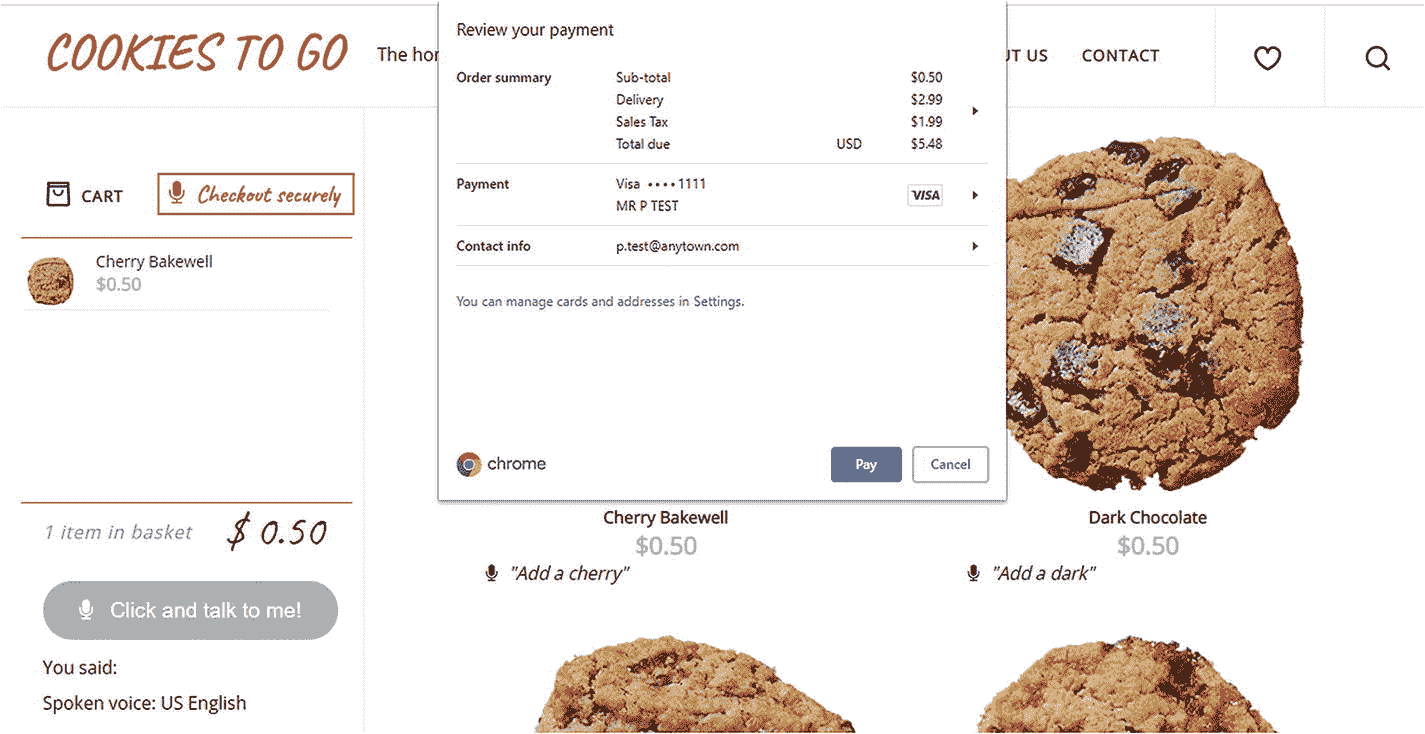 COOKIES TO GO
The hor
UT US CONTACT
CART
Checkout securely
Cherry Bakewell
$0.50
1 item in basket $ 0.50
Click and talk to me!
You said:
Spoken voice: US English
Review your payment
Order summary Sub-total $0.50
Delivery $2.99
Sales Tax $1.99
Total due USD $5.48
Payment Visa ••••1111 VISA
MR P TEST
Contact info p.test@anytown.com
You can manage cards and addresses in Settings.
chrome Pay Cancel
Cherry Bakewell
$0.50
"Add a cherry"
Dark Chocolate
$0.50
"Add a dark"